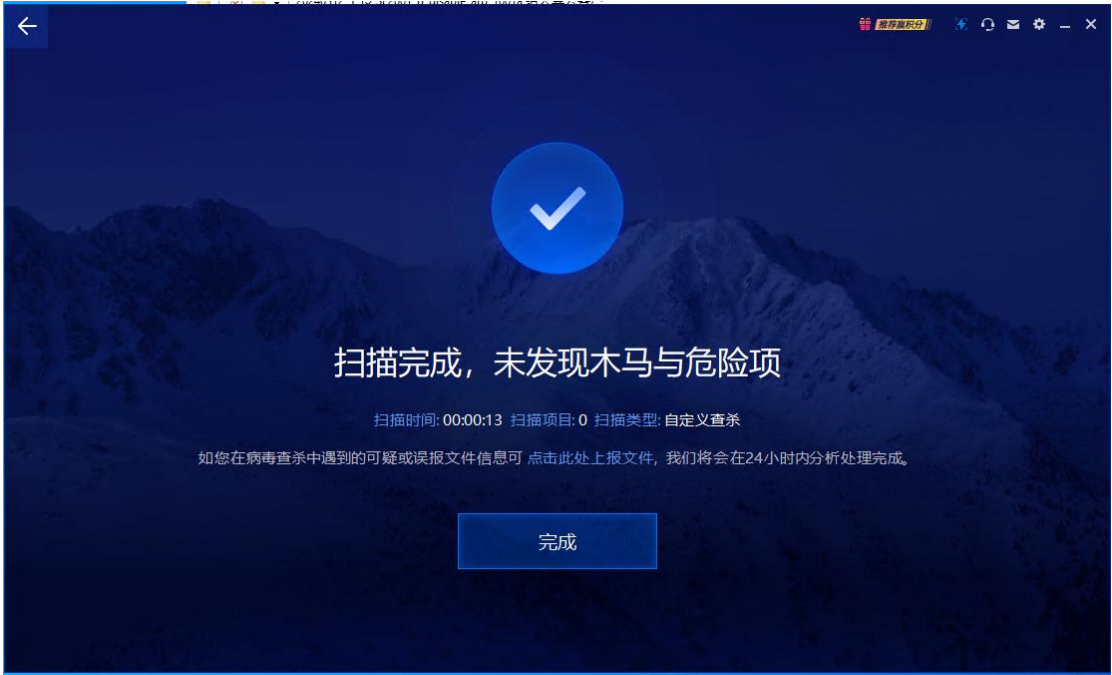 推荐赢积分
扫描完成，未发现木马与危险项
扫描时间: 00:00:13 扫描项目: 0 扫描类型: 自定义查杀
如您在病毒查杀中遇到的可疑或误报文件信息可 点击此处上报文件, 我们将会在24小时内分析处理完成。
完成